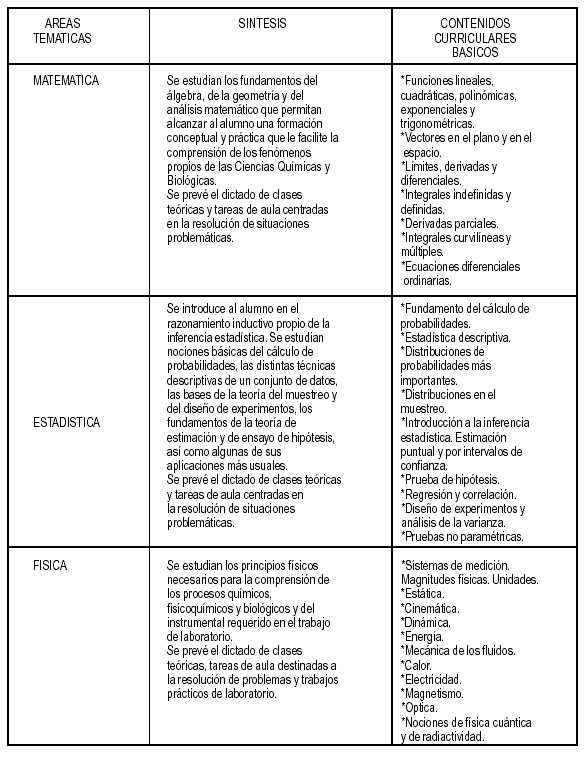 AREAS
TEMATICAS
SINTESIS
CONTENIDOS
CURRICULARES
BASICOS
MATEMATICA
Se estudian los fundamentos del
álgebra, de la geometría y del
análisis matemático que permitan
alcanzar al alumno una formación
conceptual y práctica que le facilite la
comprensión de los fenómenos
propios de las Ciencias Químicas y
Biológicas.
Se prevé el dictado de clases
teóricas y tareas de aula centradas
en la resolución de situaciones
problemáticas.
*Funciones lineales,
cuadráticas, polinómicas,
exponenciales y
trigonométricas.
*Vectores en el plano y en el
espacio.
*Limites, derivadas y
diferenciales.
*Integrales indefinidas y
definidas.
*Derivadas parciales.
*Integrales curvilíneas y
múltiples.
*Ecuaciones diferenciales
ordinarias.
ESTADISTICA
Se introduce al alumno en el
razonamiento inductivo propio de la
inferencia estadística. Se estudian
nociones básicas del cálculo de
probabilidades, las distintas técnicas
descriptivas de un conjunto de datos,
las bases de la teoría del muestreo y
del diseño de experimentos, los
fundamentos de la teoría de
estimación y de ensayo de hipótesis,
así como algunas de sus
aplicaciones más usuales.
Se prevé el dictado de clases teóricas
y tareas de aula centradas en
la resolución de situaciones
problemáticas.
*Fundamento del cálculo de
probabilidades.
*Estadística descriptiva.
*Distribuciones de
probabilidades más
importantes.
*Distribuciones en el
muestreo.
*Introducción a la inferencia
estadística. Estimación
puntual y por intervalos de
confianza.
*Prueba de hipótesis.
*Regresión y correlación.
*Diseño de experimentos y
análisis de la varianza.
*Pruebas no paramétricas.
FISICA
Se estudian los principios físicos
necesarios para la comprensión de
los procesos químicos,
fisicoquímicos y biológicos y del
instrumental requerido en el trabajo
de laboratorio.
Se prevé el dictado de clases
teóricas, tareas de aula destinadas a
la resolución de problemas y trabajos
prácticos de laboratorio.
*Sistemas de medición.
Magnitudes físicas. Unidades.
*Estática.
*Cinemática.
*Dinámica.
*Energía.
*Mecánica de los fluidos.
*Calor.
*Electricidad.
*Magnetismo.
*Optica.
*Nociones de física cuántica
y de radiactividad.